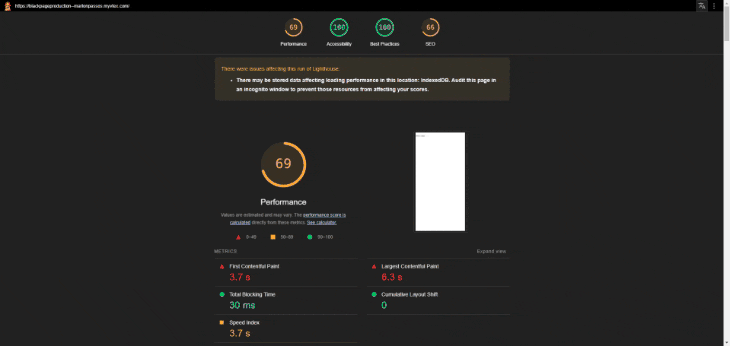 69
100
100
66
Performance
Accessibility
Best Practices
SEO
There were issues affecting this run of Lighthouse:
There may be stored data affecting loading performance in this location: IndexedDB. Audit this page
in an incognito window to prevent those resources from affecting your scores.
69
Performance
Values are estimated and may vary. The performance score is
calculated directly from these metrics. See calculator.
0–49
50–89
90–100
METRICS
Expand view
First Contentful Paint
3.7 s
Largest Contentful Paint
6.3 s
Total Blocking Time
30 ms
Cumulative Layout Shift
0
Speed Index
3.7 s